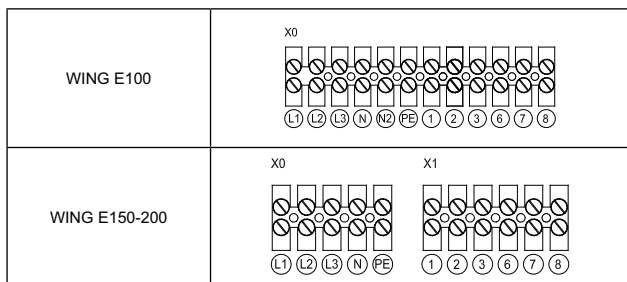 X0
WING E100
L1 L2 L3 N N2 PE 1 2 3 6 7 8
X0 X1
WING E150-200
L1 L2 L3 N PE 1 2 3 6 7 8